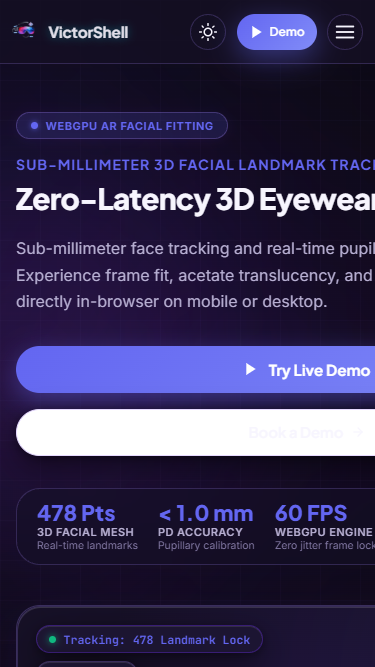 VictorShell
Demo
WEBGPU AR FACIAL FITTING
SUB-MILLIMETER 3D FACIAL LANDMARK
Zero-Latency 3D
Sub-millimeter face tracking and real-time
Experience frame fit, acetate translucency, and
directly in-browser on mobile or desktop.
Try Live Demo
Book a Demo →
478 Pts
< 1.0 mm
60 FPS
3D FACIAL MESH
PD ACCURACY
WEBGPU ENGINE
Real-time landmarks
Pupillary calibration
Zero jitter frame lock
Tracking: 478 Landmark Lock